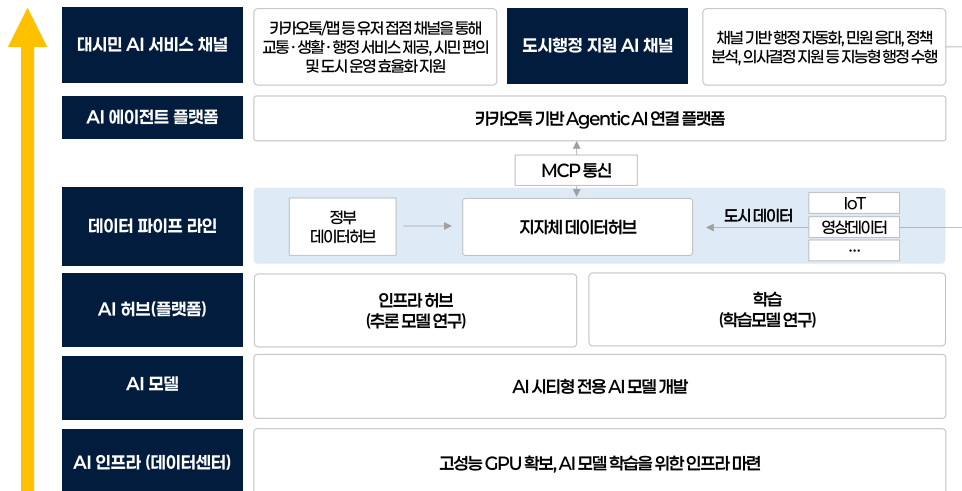 대시민 AI 서비스 채널
카카오톡/맵 등 유저 접점 채널을 통해
교통·생활·행정 서비스 제공, 시민 편의
및 도시 운영 효율화 지원
도시행정 지원 AI 채널
채널 기반 행정 자동화, 민원 응대, 정책
분석, 의사결정 지원 등 지능형 행정 수행
AI 에이전트 플랫폼
카카오톡 기반 Agentic AI 연결 플랫폼
MCP 통신
데이터 파이프 라인
정부
데이터허브
지자체 데이터허브
도시 데이터
IoT
영상데이터
...
AI 허브(플랫폼)
인프라 허브
(추론 모델 연구)
학습
(학습모델 연구)
AI 모델
AI 시티형 전용 AI 모델 개발
AI 인프라 (데이터센터)
고성능 GPU 확보, AI 모델 학습을 위한 인프라 마련